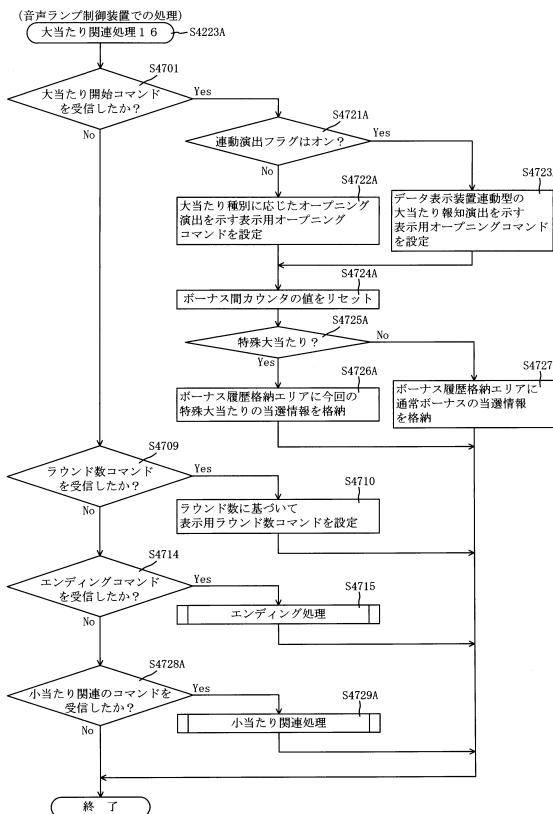 (音声ランプ制御装置での処理)
大当たり関連処理16
S4223A
S4701
大当たり開始コマンド
を受信したか?
Yes
No
S4721A
連動演出フラグはオン?
Yes
No
S4722A
大当たり種別に応じたオープニング
演出を示す表示用オープニング
コマンドを設定
S4723
データ表示装置連動型の
大当たり報知演出を示す
表示用オープニングコマンド
を設定
S4724A
ボーナス間カウンタの値をリセット
S4725A
特殊大当たり?
No
Yes
S4726A
ボーナス履歴格納エリアに今回の
特殊大当たりの当選情報を格納
S4727
ボーナス履歴格納エリアに
通常ボーナスの当選情報
を格納
S4709
ラウンド数コマンド
を受信したか?
Yes
No
S4710
ラウンド数に基づいて
表示用ラウンド数コマンドを設定
S4714
エンディングコマンド
を受信したか?
Yes
No
S4715
エンディング処理
S4728A
小当たり関連のコマンドを
受信したか?
Yes
No
S4729A
小当たり関連処理
終 了